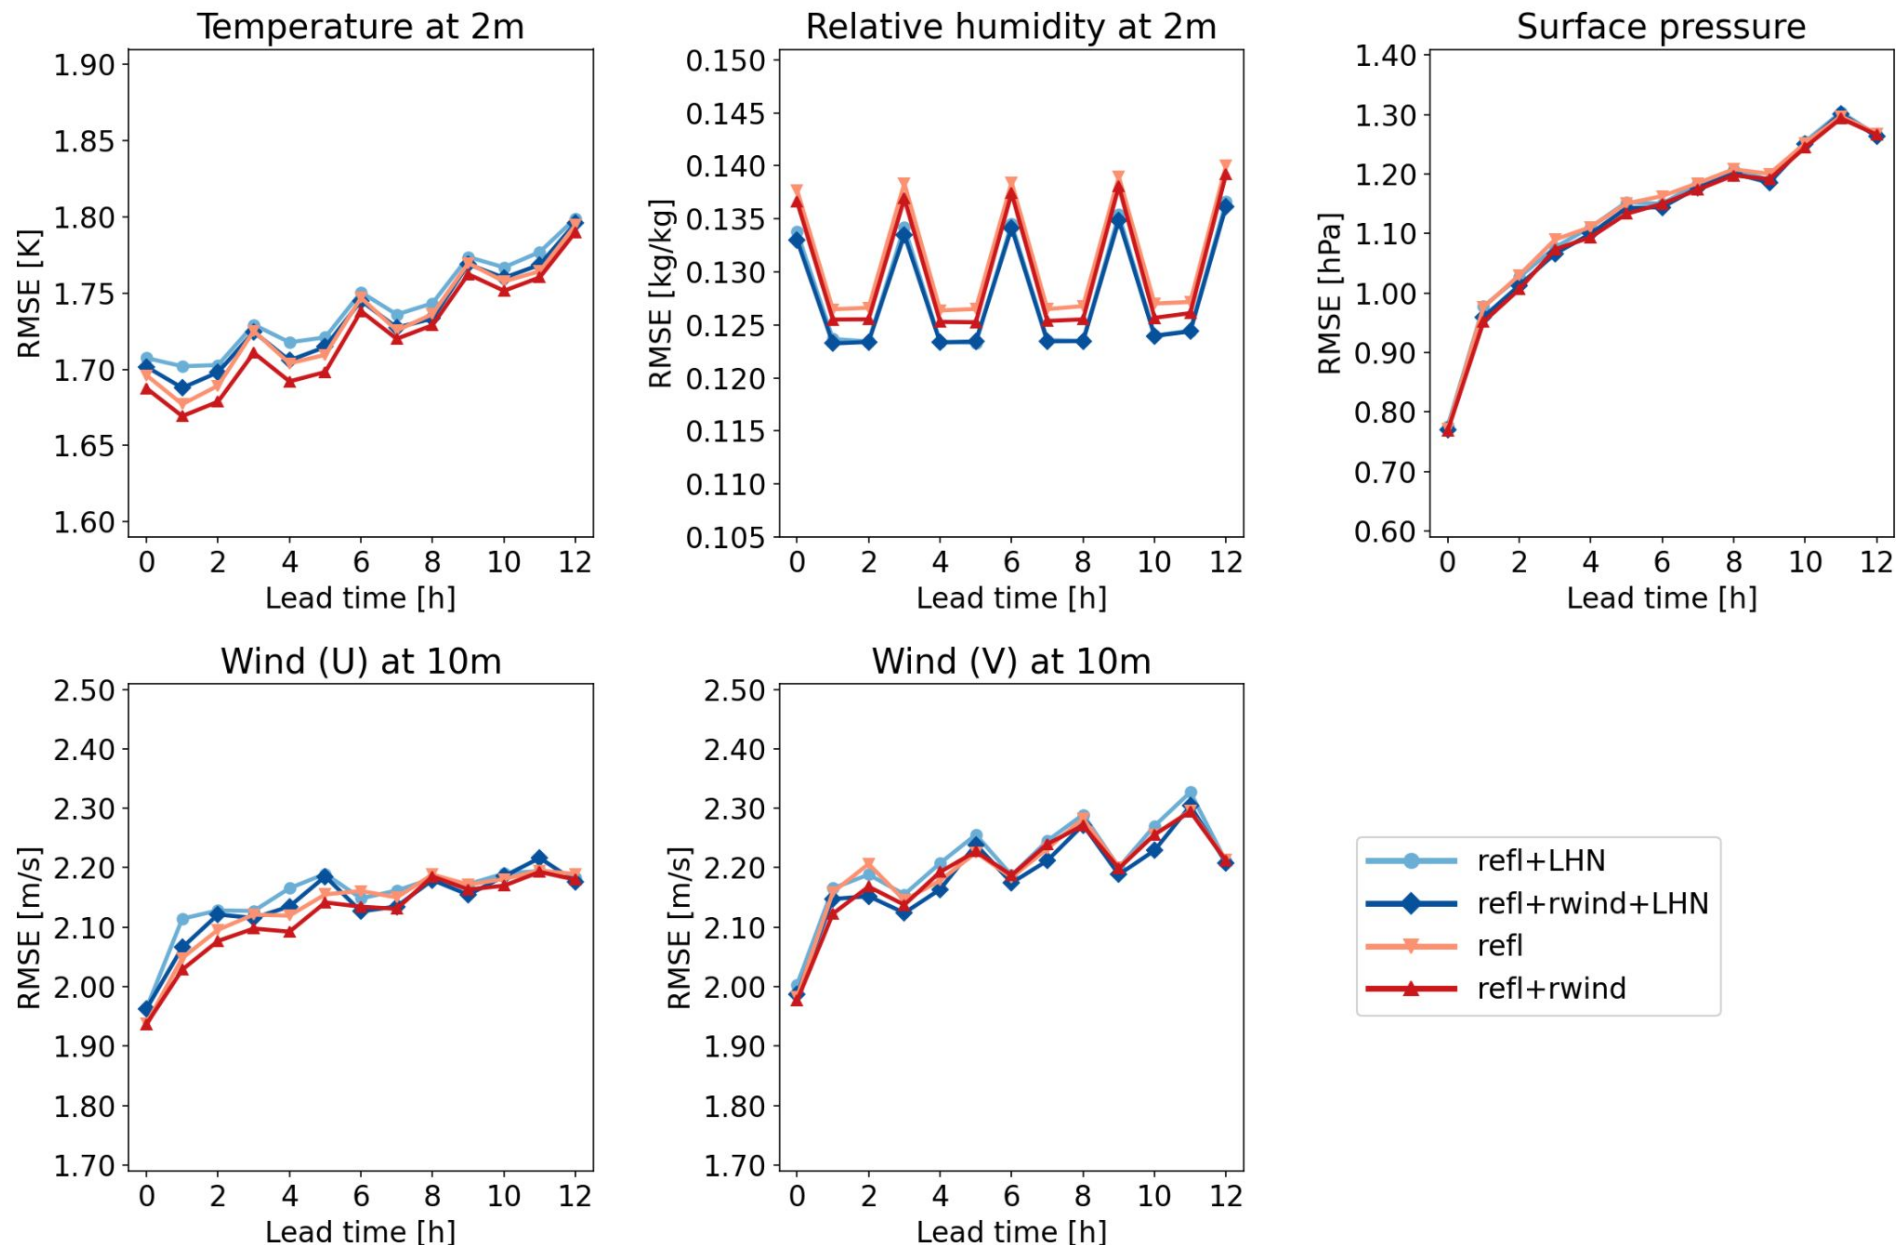 Temperature at 2m
1.90
1.85
1.80
1.75
1.70
1.65
1.60
RMSE [K]
0 2 4 6 8 10 12
Lead time [h]
Relative humidity at 2m
0.150
0.145
0.140
0.135
0.130
0.125
0.120
0.115
0.110
0.105
RMSE [kg/kg]
0 2 4 6 8 10 12
Lead time [h]
Surface pressure
1.40
1.30
1.20
1.10
1.00
0.90
0.80
0.70
0.60
RMSE [hPa]
0 2 4 6 8 10 12
Lead time [h]
Wind (U) at 10m
2.50
2.40
2.30
2.20
2.10
2.00
1.90
1.80
1.70
RMSE [m/s]
0 2 4 6 8 10 12
Lead time [h]
Wind (V) at 10m
2.50
2.40
2.30
2.20
2.10
2.00
1.90
1.80
1.70
RMSE [m/s]
0 2 4 6 8 10 12
Lead time [h]
refl+LHN
refl+rwind+LHN
refl
refl+rwind